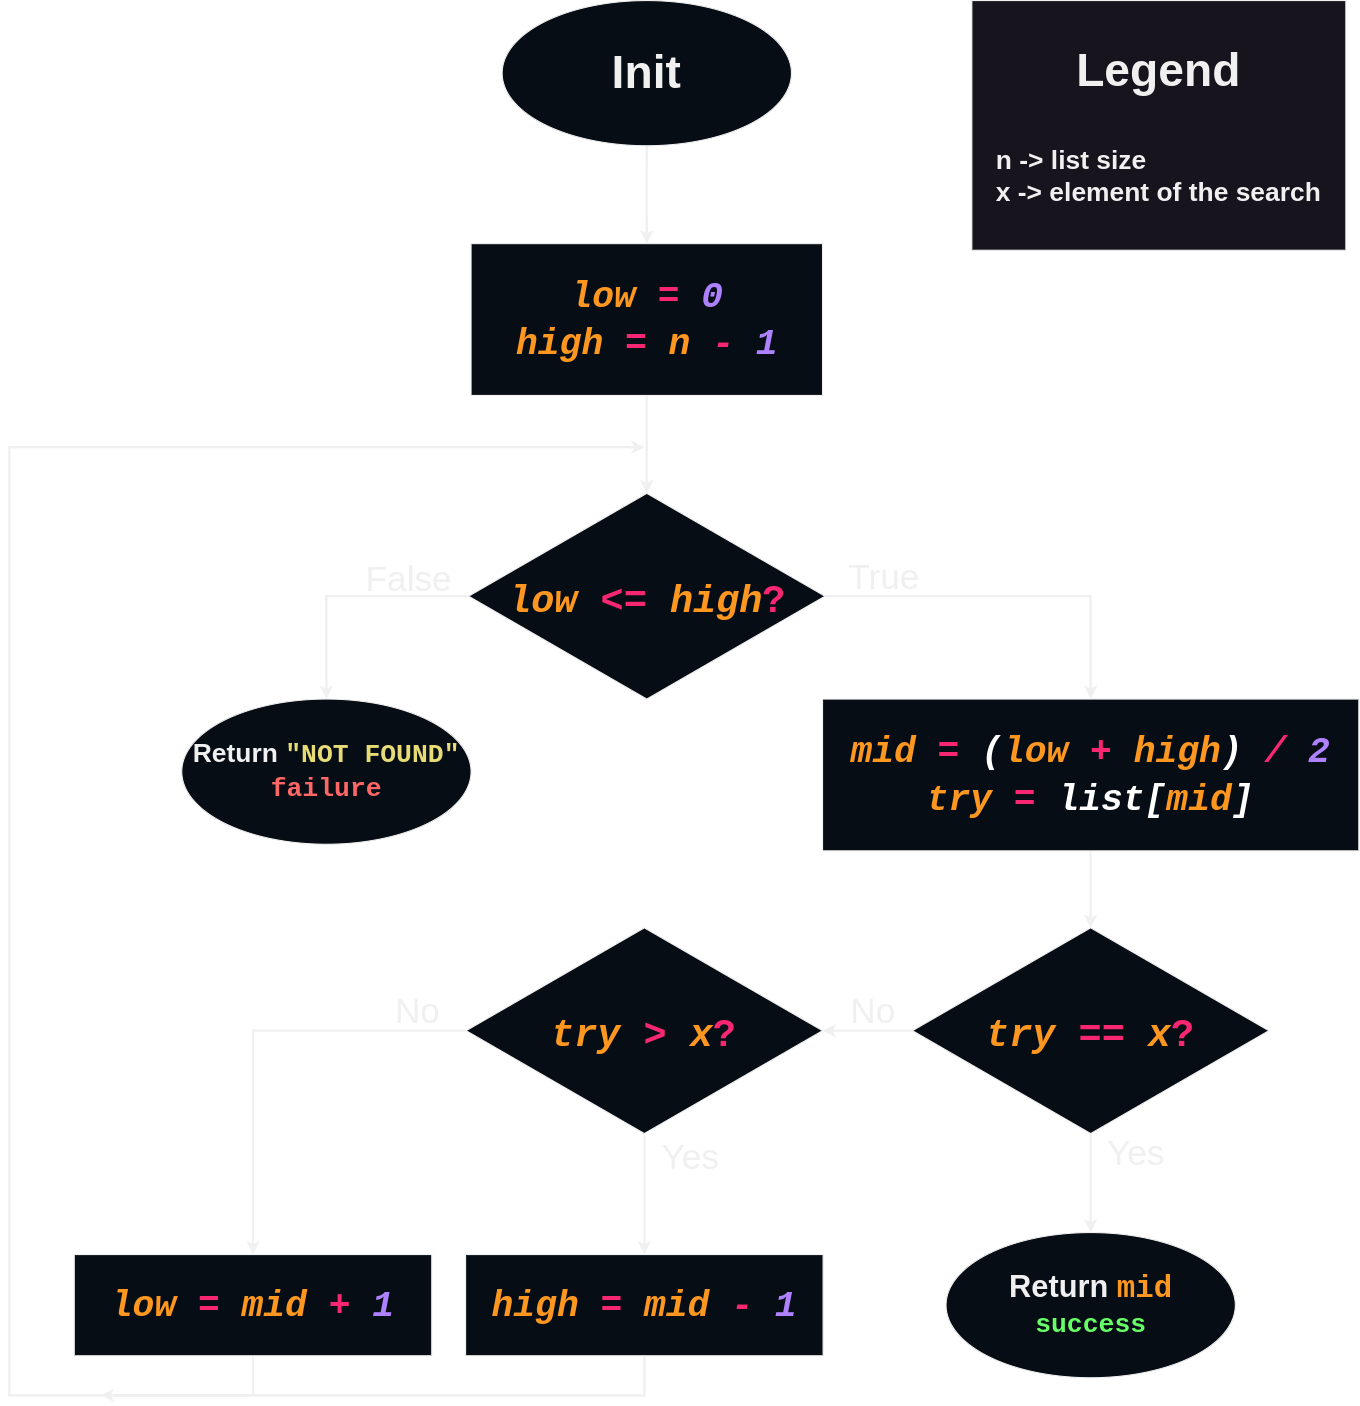 Init
Legend
n -> list size
x -> element of the search
low = 0
high = n - 1
False
True
low <= high?
Return "NOT FOUND"
failure
mid = (low + high) / 2
try = list[mid]
No
No
try > x?
try == x?
Yes
Yes
low = mid + 1
high = mid - 1
Return mid
success